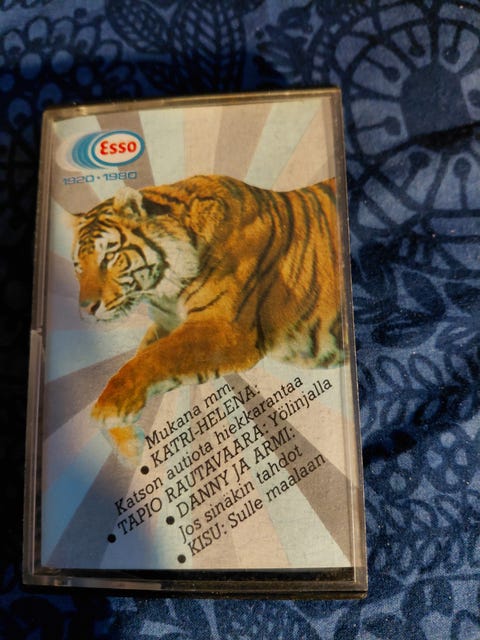 Esso
1920 · 1980
Mukana mm.
• KATRI-HELENA:
Katson autiota hiekkarantaa
• TAPIO RAUTAVAARA: Yölinjalla
• DANNY JA ARMI:
Jos sinäkin tahdot
• KISU: Sulle maalaan